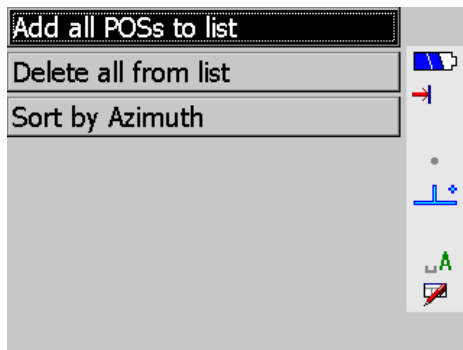 Add all POSs to list
Delete all from list
Sort by Azimuth
A